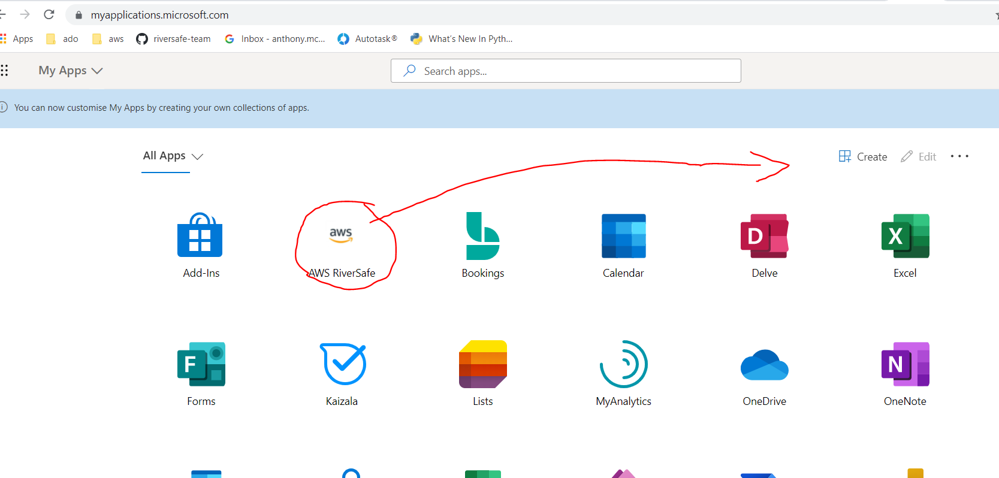 myapplications.microsoft.com
Apps ado aws riversafe-team Inbox - anthony.mc... Autotask® What's New In Pyth...
My Apps Search apps...
You can now customise My Apps by creating your own collections of apps.
All Apps Create Edit
aws
Add-Ins AWS RiverSafe Bookings Calendar Delve Excel
Forms Kaizala Lists MyAnalytics OneDrive OneNote